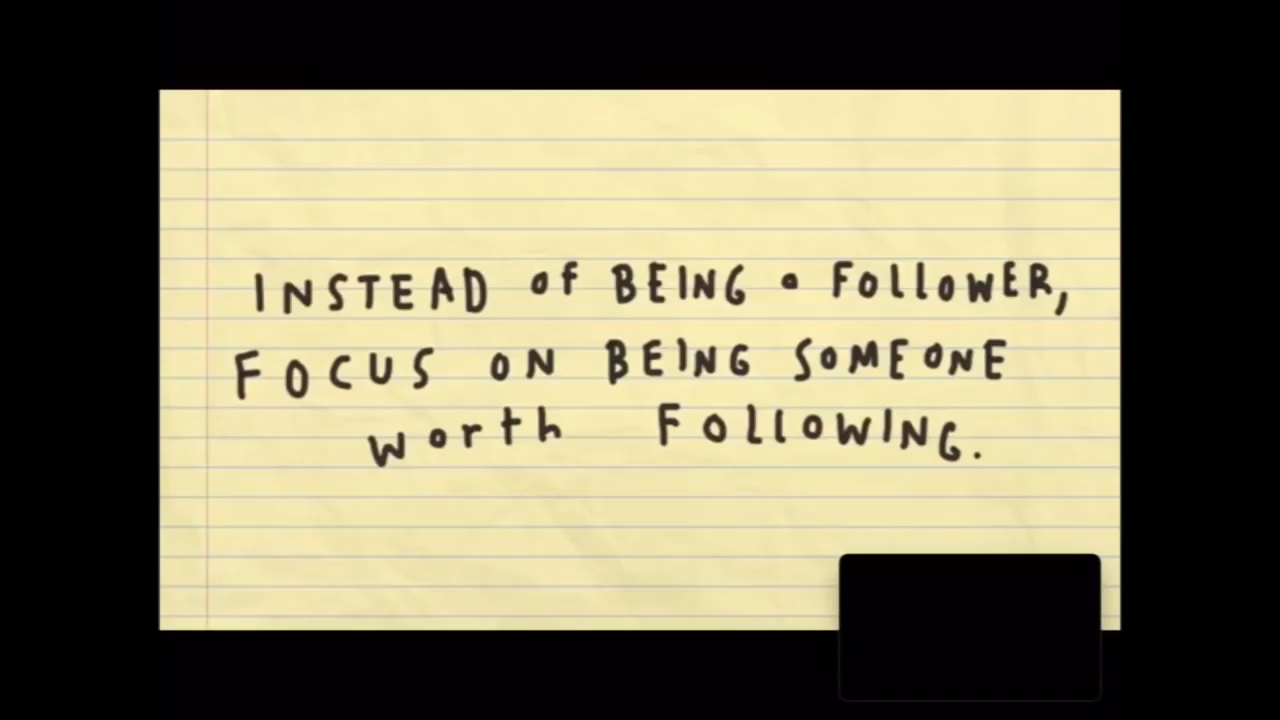 INSTEAD of BEING a FOllOWER,
FOCUS ON BEING SOMEONE
worth FOllOWING.